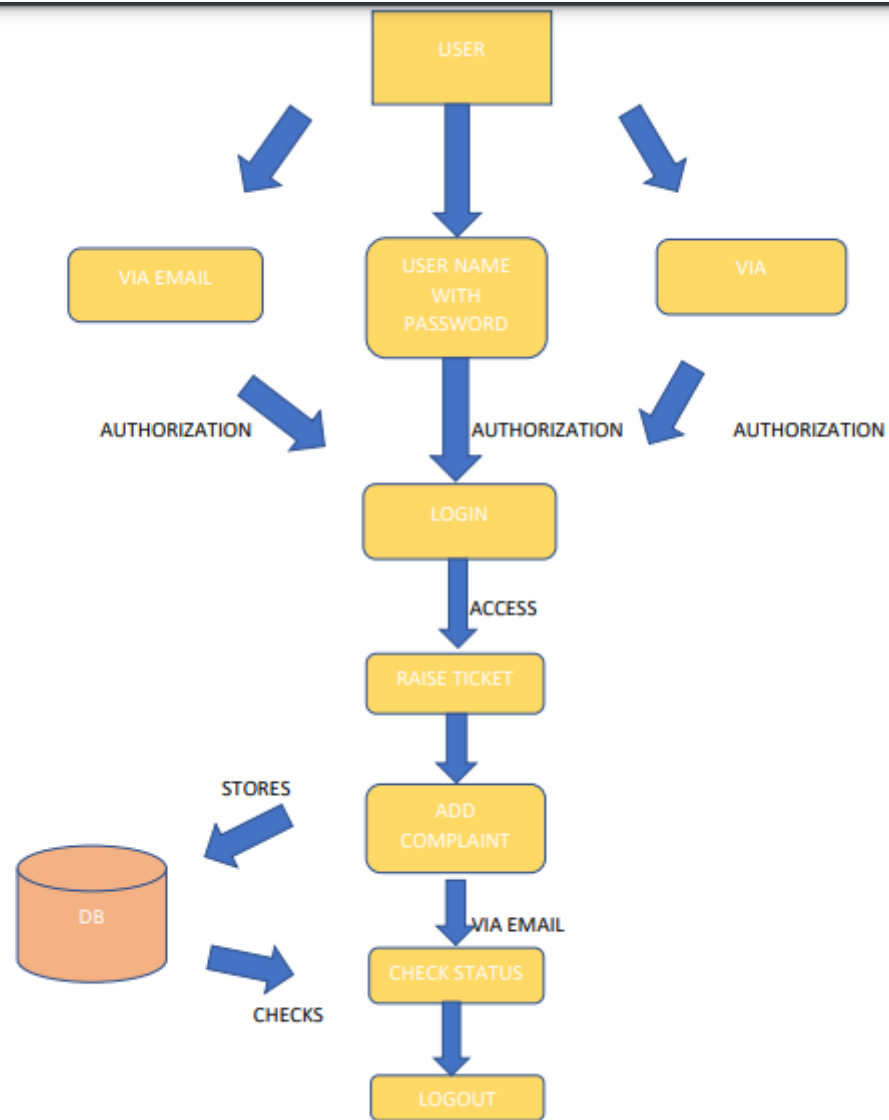 USER
VIA EMAIL
USER NAME
WITH
PASSWORD
VIA
AUTHORIZATION
AUTHORIZATION
AUTHORIZATION
LOGIN
ACCESS
RAISE TICKET
STORES
ADD
COMPLAINT
DB
VIA EMAIL
CHECK STATUS
CHECKS
LOGOUT